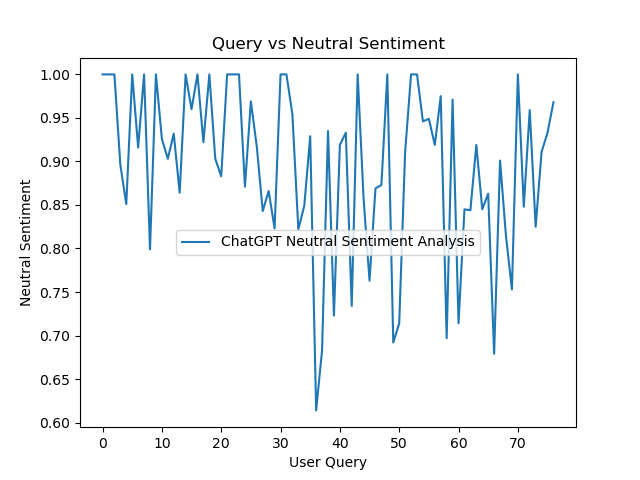 Query vs Neutral Sentiment
1.00
0.95
0.90
0.85
0.80
0.75
0.70
0.65
0.60
Neutral Sentiment
ChatGPT Neutral Sentiment Analysis
0 10 20 30 40 50 60 70
User Query